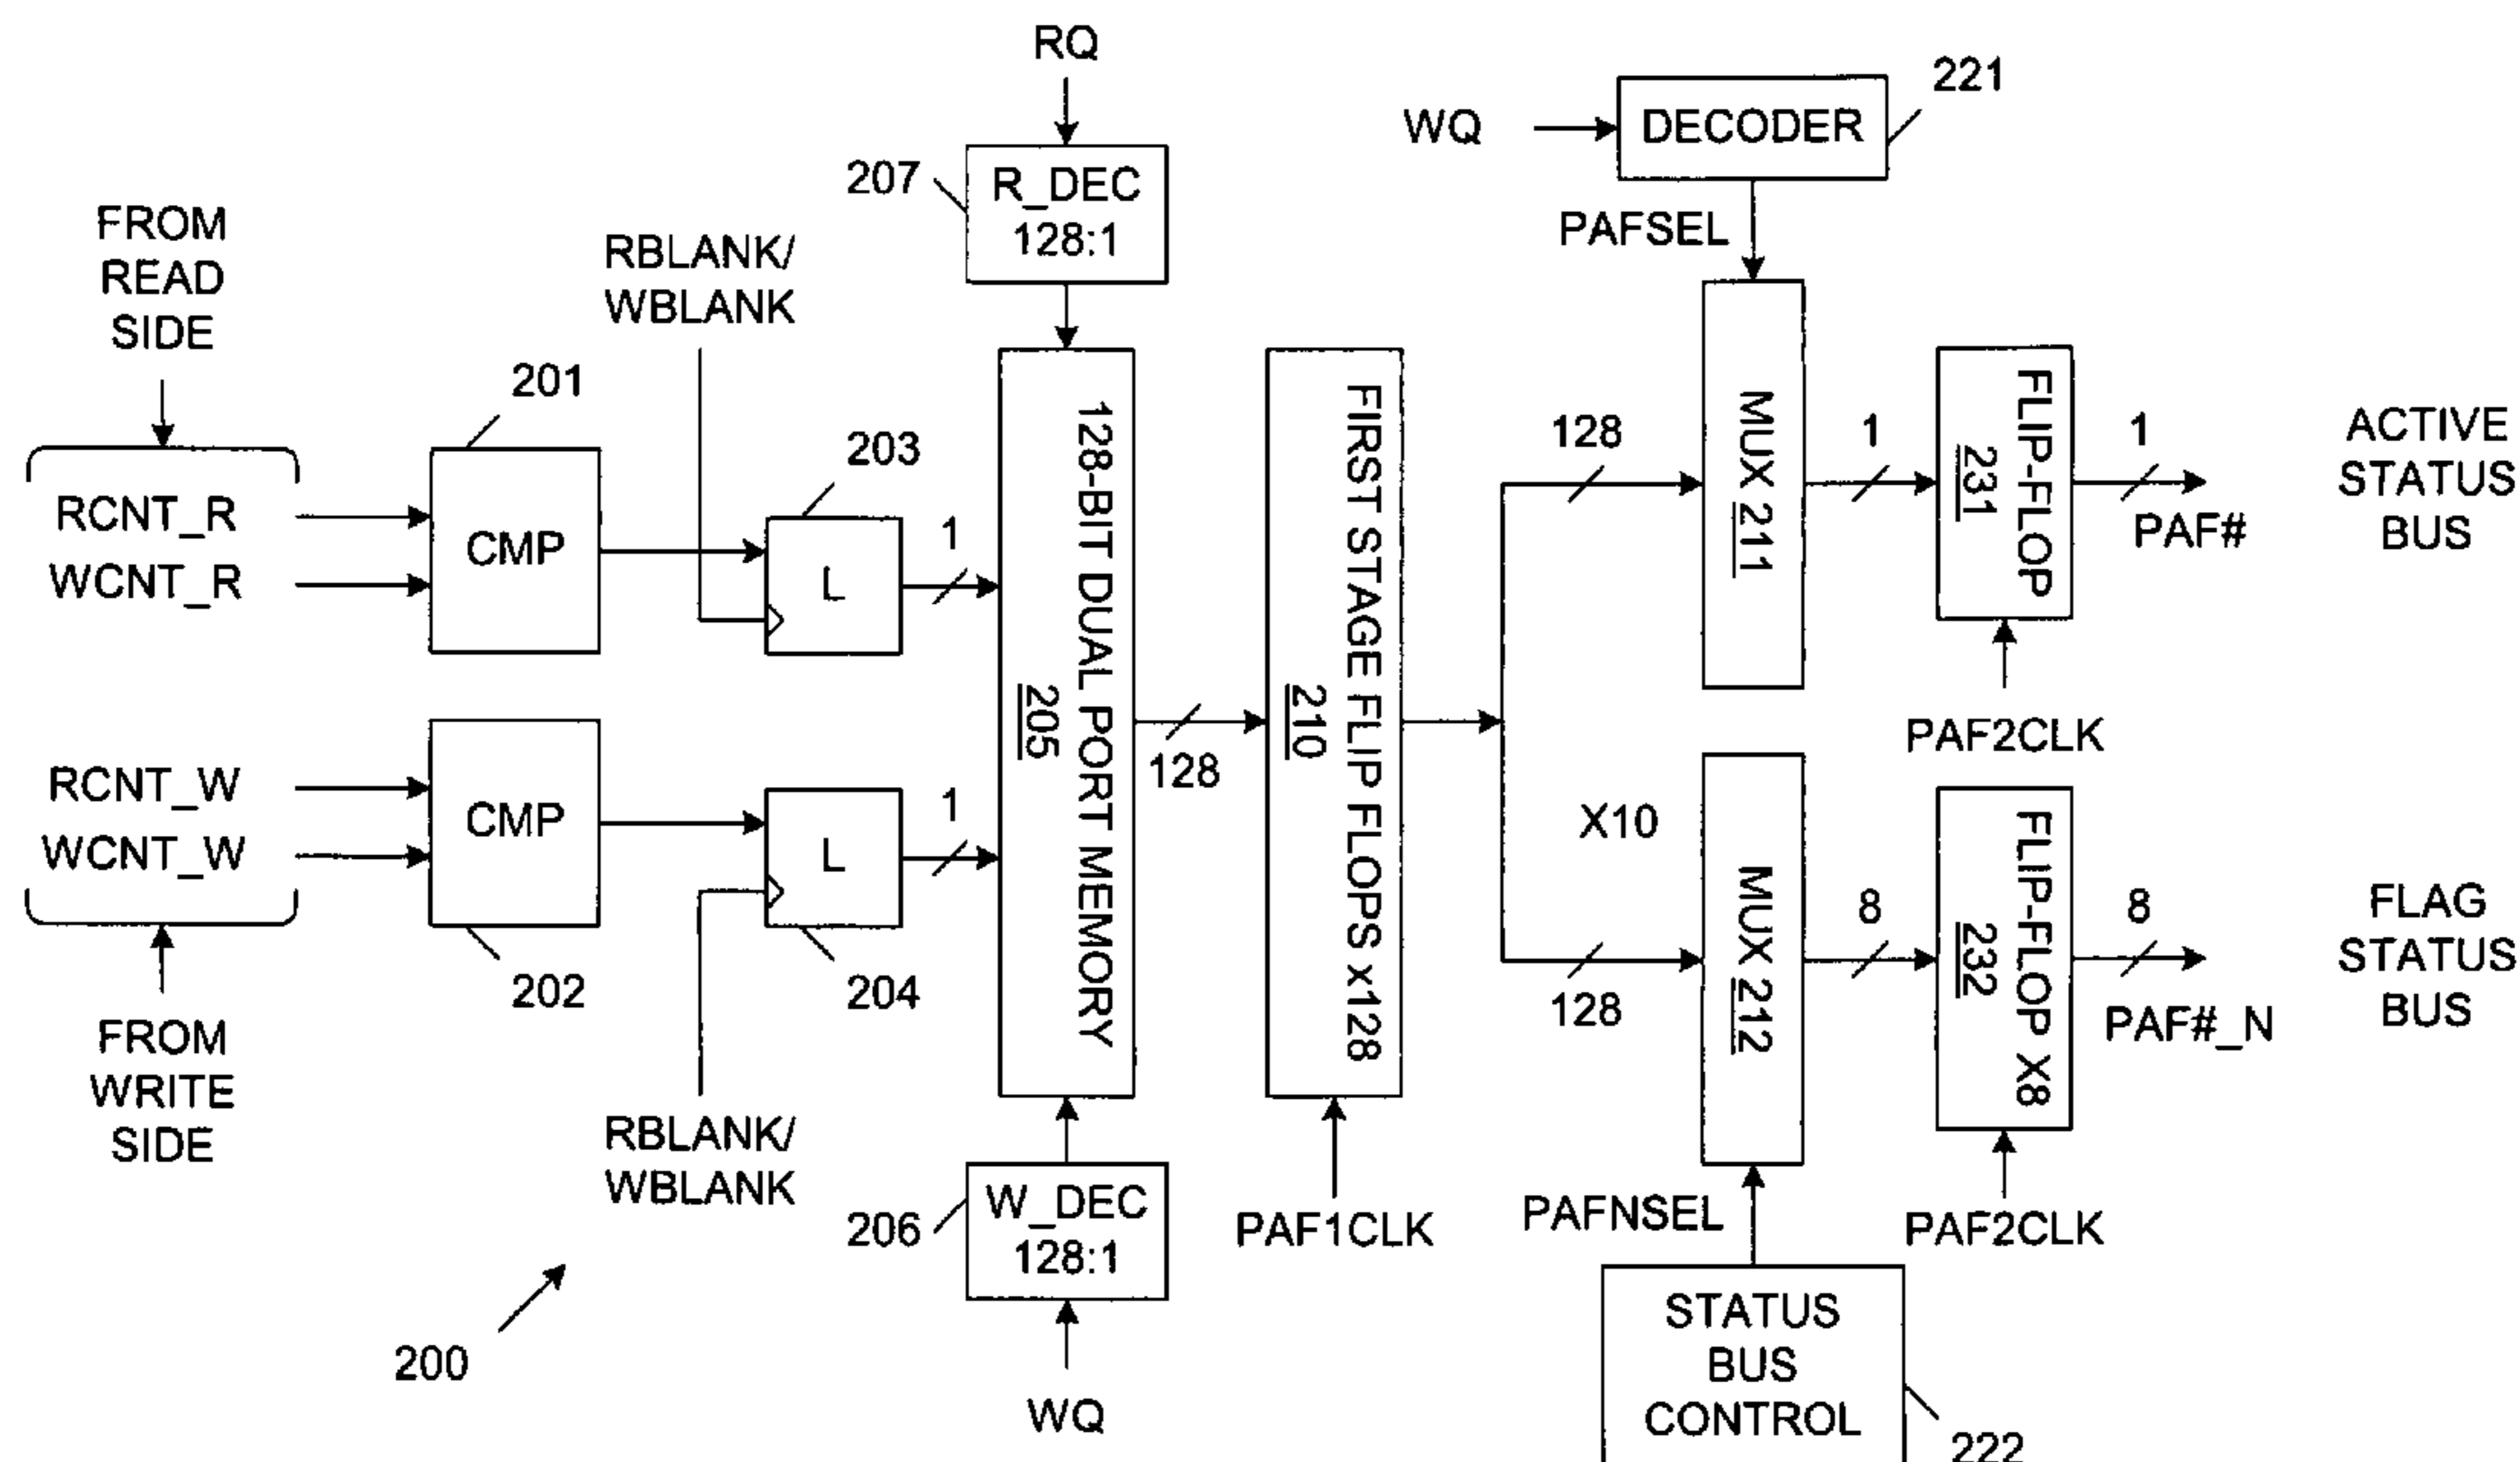 RQ
WQ
DECODER
221
207
R_DEC
128:1
PAFSEL
FROM
READ
SIDE
RBLANK/
WBLANK
201
203
RCNT_R
WCNT_R
CMP
L
1
128-BIT DUAL PORT MEMORY
205
128
FIRST STAGE FLIP FLOPS x128
210
128
MUX 211
1
FLIP-FLOP
231
1
PAF#
ACTIVE
STATUS
BUS
PAF2CLK
RCNT_W
WCNT_W
CMP
202
L
204
1
FROM
WRITE
SIDE
RBLANK/
WBLANK
206
W_DEC
128:1
WQ
PAF1CLK
X10
128
MUX 212
8
FLIP-FLOP X8
232
8
PAF#_N
FLAG
STATUS
BUS
PAFNSEL
PAF2CLK
STATUS
BUS
CONTROL
222
200